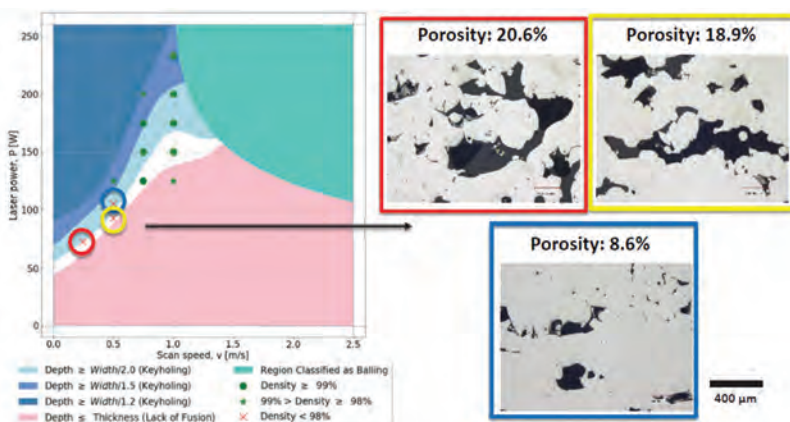 Porosity: 20.6%
Porosity: 18.9%
250
200
150
100
50
0
Laser power, P [W]
0.0 0.5 1.0 1.5 2.0 2.5
Scan speed, v [m/s]
Porosity: 8.6%
400 μm
Depth ≥ Width/2.0 (Keyholing)
Depth ≥ Width/1.5 (Keyholing)
Depth ≥ Width/1.2 (Keyholing)
Depth ≤ Thickness (Lack of Fusion)
Region Classified as Balling
Density ≥ 99%
99% > Density ≥ 98%
Density < 98%